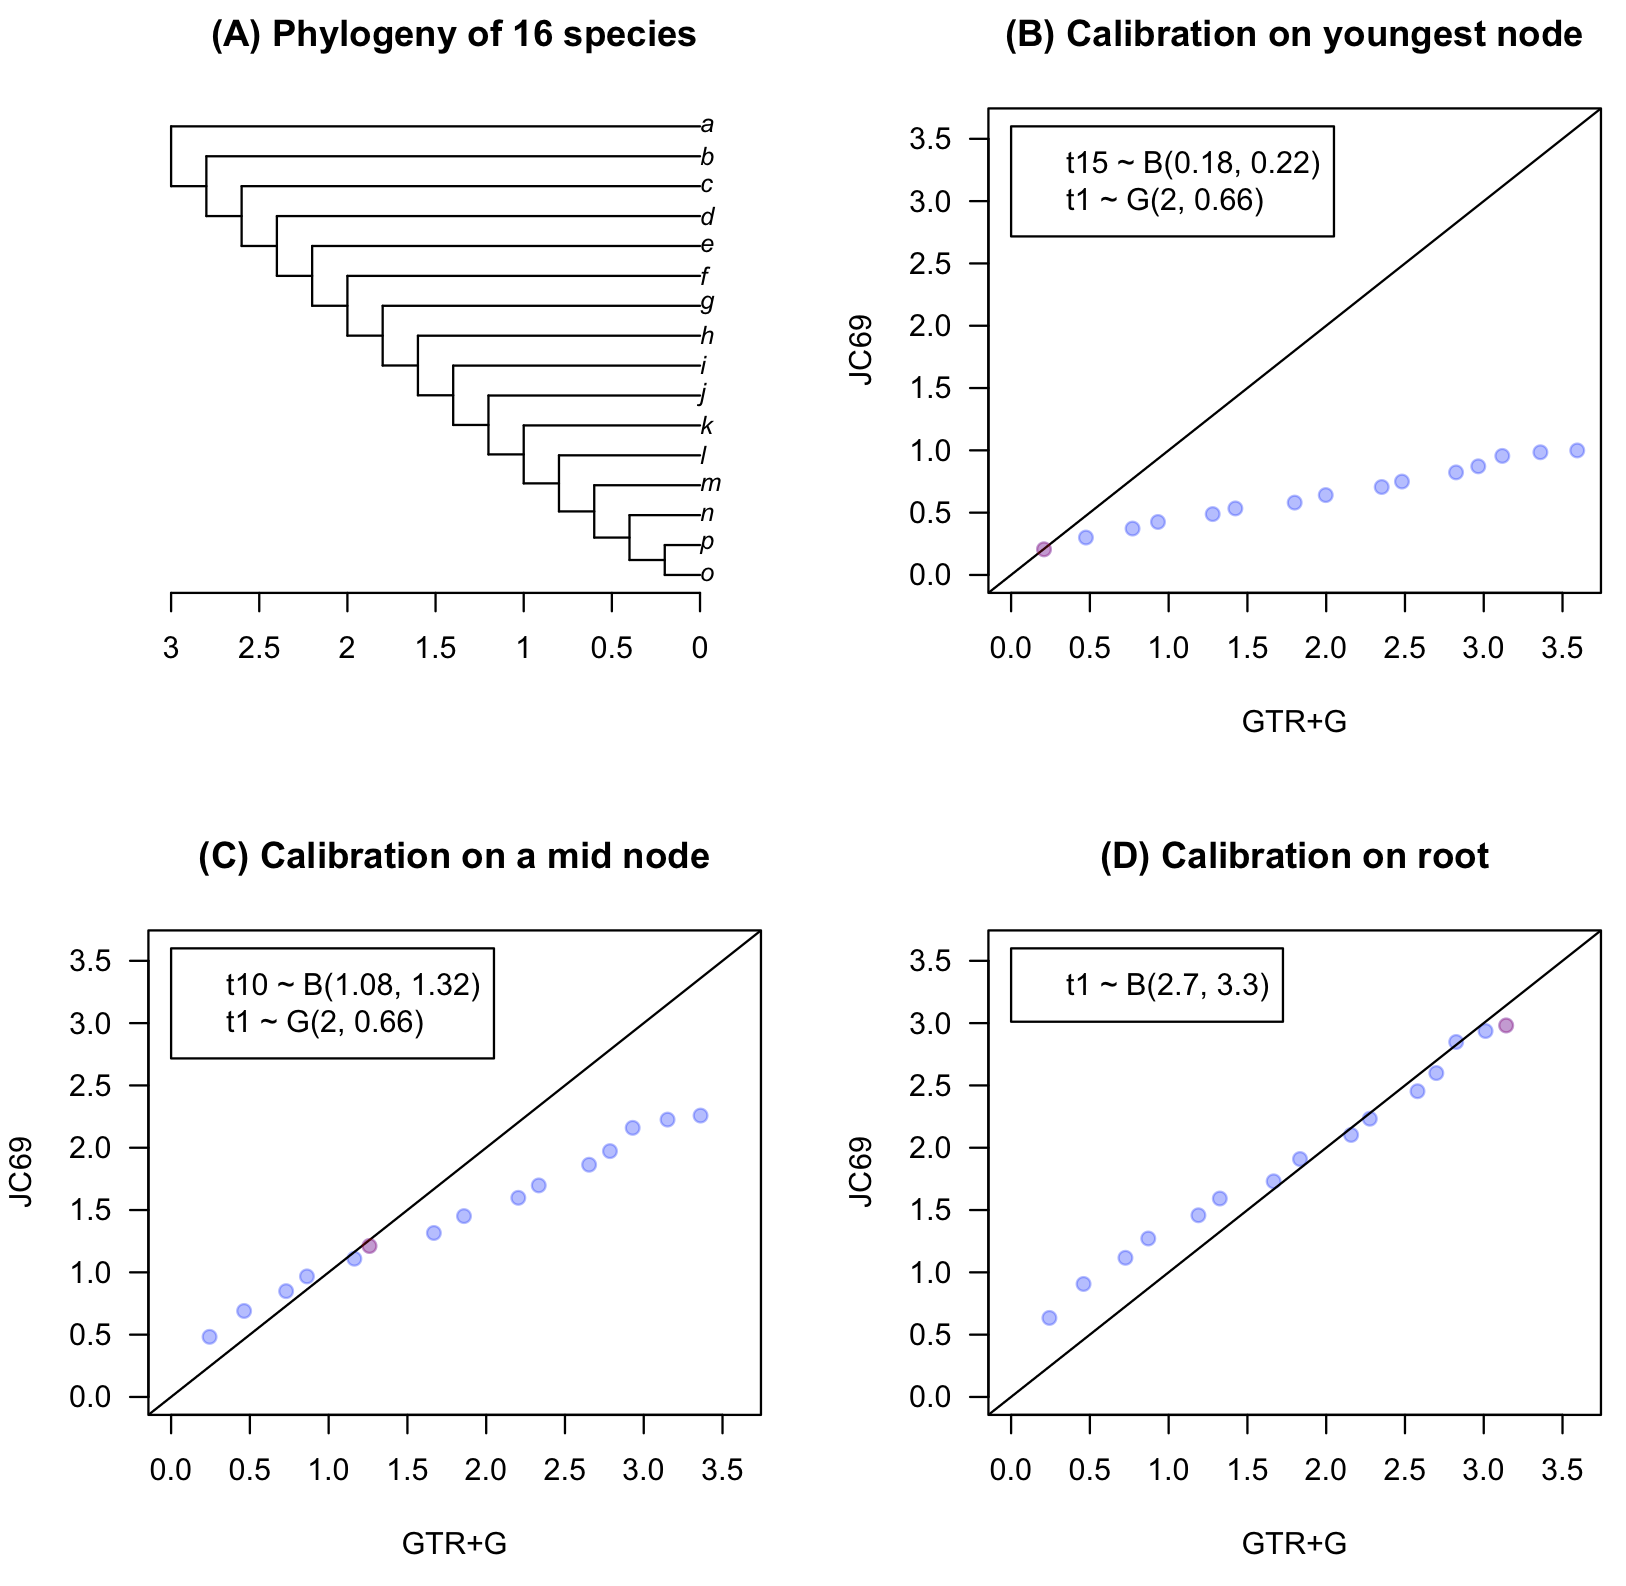 (A) Phylogeny of 16 species
a
b
c
d
e
f
g
h
i
j
k
l
m
n
p
o
3 2.5 2 1.5 1 0.5 0
(B) Calibration on youngest node
t15 ~ B(0.18, 0.22)
t1 ~ G(2, 0.66)
JC69
3.5
3.0
2.5
2.0
1.5
1.0
0.5
0.0
0.0 0.5 1.0 1.5 2.0 2.5 3.0 3.5
GTR+G
(C) Calibration on a mid node
t10 ~ B(1.08, 1.32)
t1 ~ G(2, 0.66)
JC69
3.5
3.0
2.5
2.0
1.5
1.0
0.5
0.0
0.0 0.5 1.0 1.5 2.0 2.5 3.0 3.5
GTR+G
(D) Calibration on root
t1 ~ B(2.7, 3.3)
JC69
3.5
3.0
2.5
2.0
1.5
1.0
0.5
0.0
0.0 0.5 1.0 1.5 2.0 2.5 3.0 3.5
GTR+G